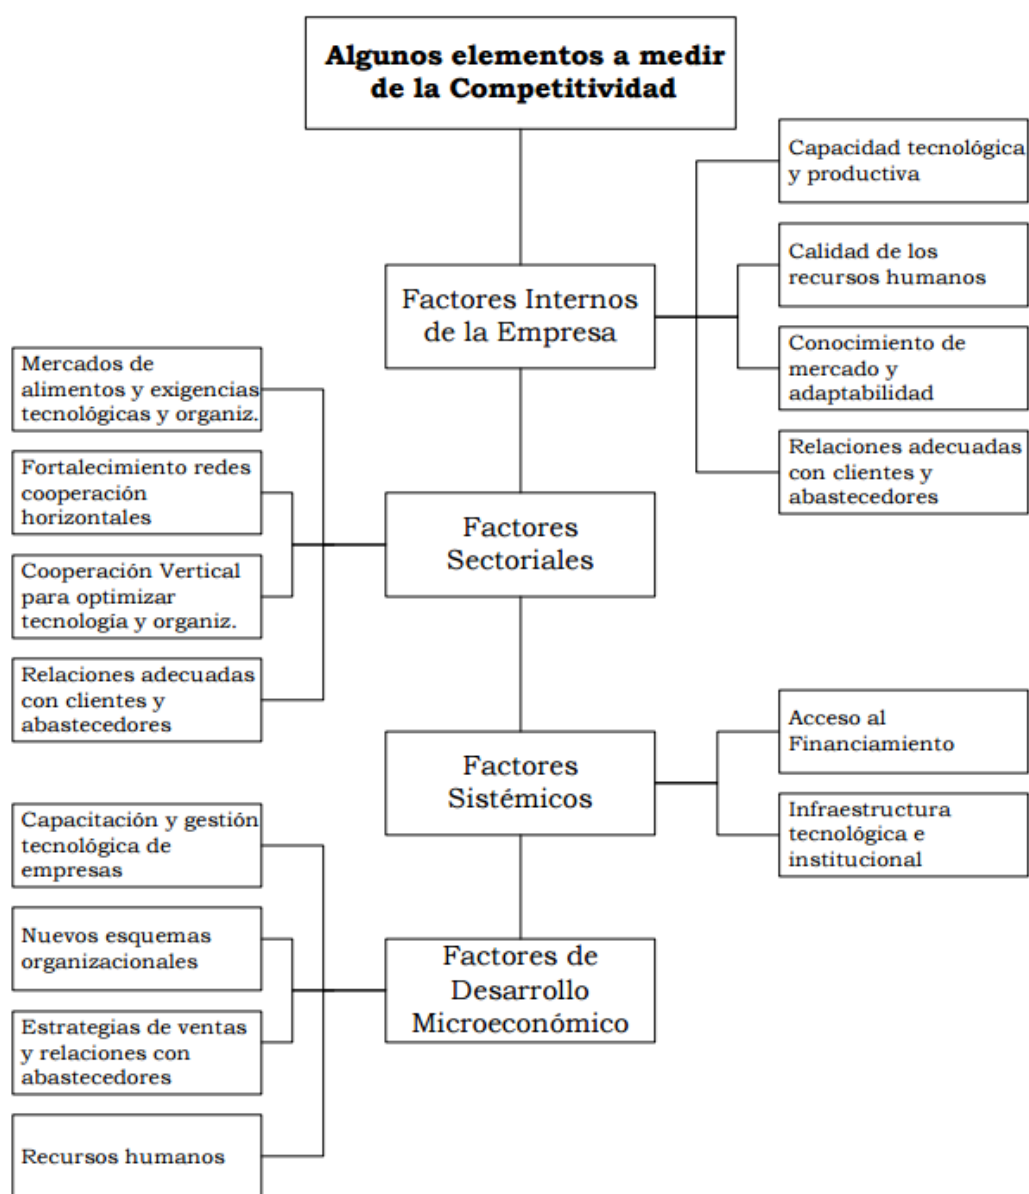 Algunos elementos a medir
de la Competitividad
Capacidad tecnológica
y productiva
Calidad de los
recursos humanos
Factores Internos
de la Empresa
Conocimiento de
mercado y
adaptabilidad
Relaciones adecuadas
con clientes y
abastecedores
Mercados de
alimentos y exigencias
tecnológicas y organiz.
Fortalecimiento redes
cooperación
horizontales
Factores
Sectoriales
Cooperación Vertical
para optimizar
tecnología y organiz.
Relaciones adecuadas
con clientes y
abastecedores
Factores
Sistémicos
Acceso al
Financiamiento
Infraestructura
tecnológica e
institucional
Capacitación y gestión
tecnológica de
empresas
Nuevos esquemas
organizacionales
Factores de
Desarrollo
Microeconómico
Estrategias de ventas
y relaciones con
abastecedores
Recursos humanos